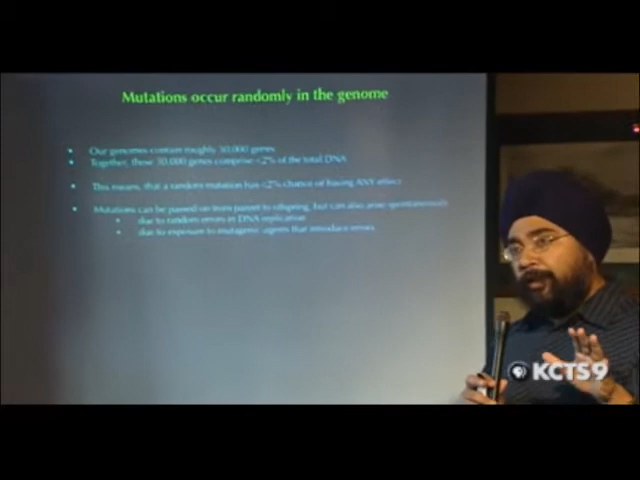 Mutations occur randomly in the genome
• Our genomes contain roughly 30,000 genes
• Together, these 30,000 genes comprise <2% of the total DNA
• This means, that a random mutation has <2% chance of having ANY effect
• Mutations can be passed on from parent to offspring, but can also arise spontaneously
• due to random errors in DNA replication
• due to exposure to mutagenic agents that introduce errors
KCTS9